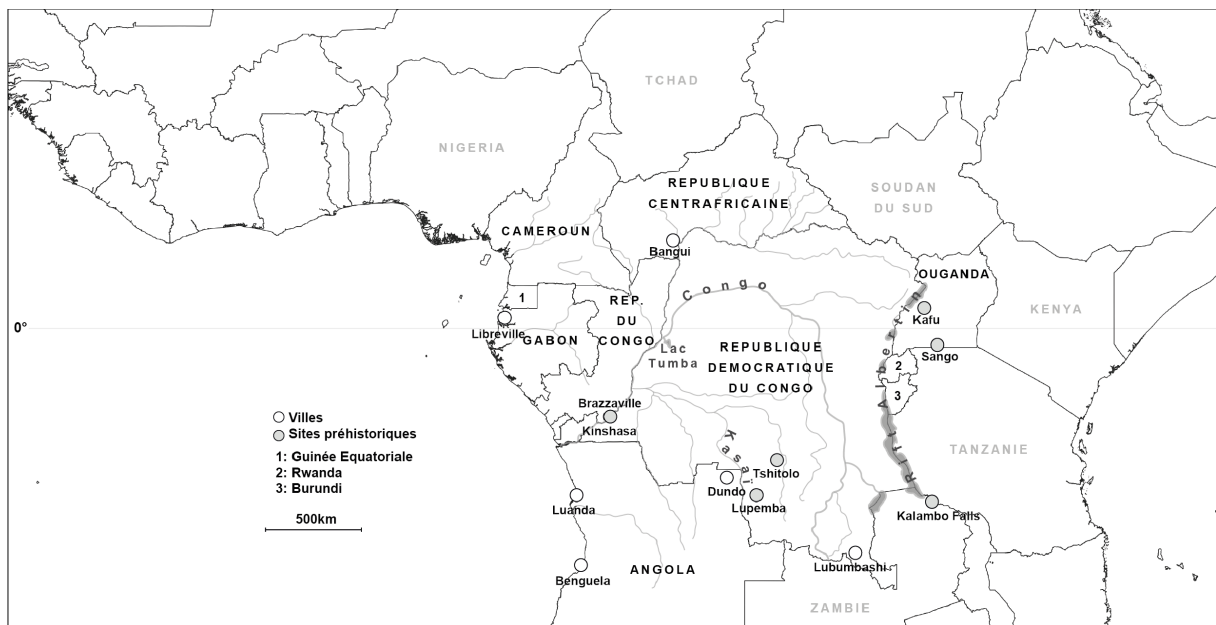 TCHAD
NIGERIA
REPUBLIQUE
CENTRAFRICAINE
SOUDAN
DU SUD
CAMEROUN
Bangui
OUGANDA
Congo
1
REP.
DU
CONGO
Kafu
KENYA
0°
Libreville
GABON
Lac
Tumba
REPUBLIQUE
DEMOCRATIQUE
DU CONGO
Sango
2
3
Rift Albertin
Brazzaville
Kinshasa
Villes
Sites préhistoriques
1: Guinée Equatoriale
2: Rwanda
3: Burundi
500km
Kasaï
Tshitolo
TANZANIE
Dundo
Lupemba
Luanda
Kalambo Falls
Benguela
ANGOLA
Lubumbashi
ZAMBIE